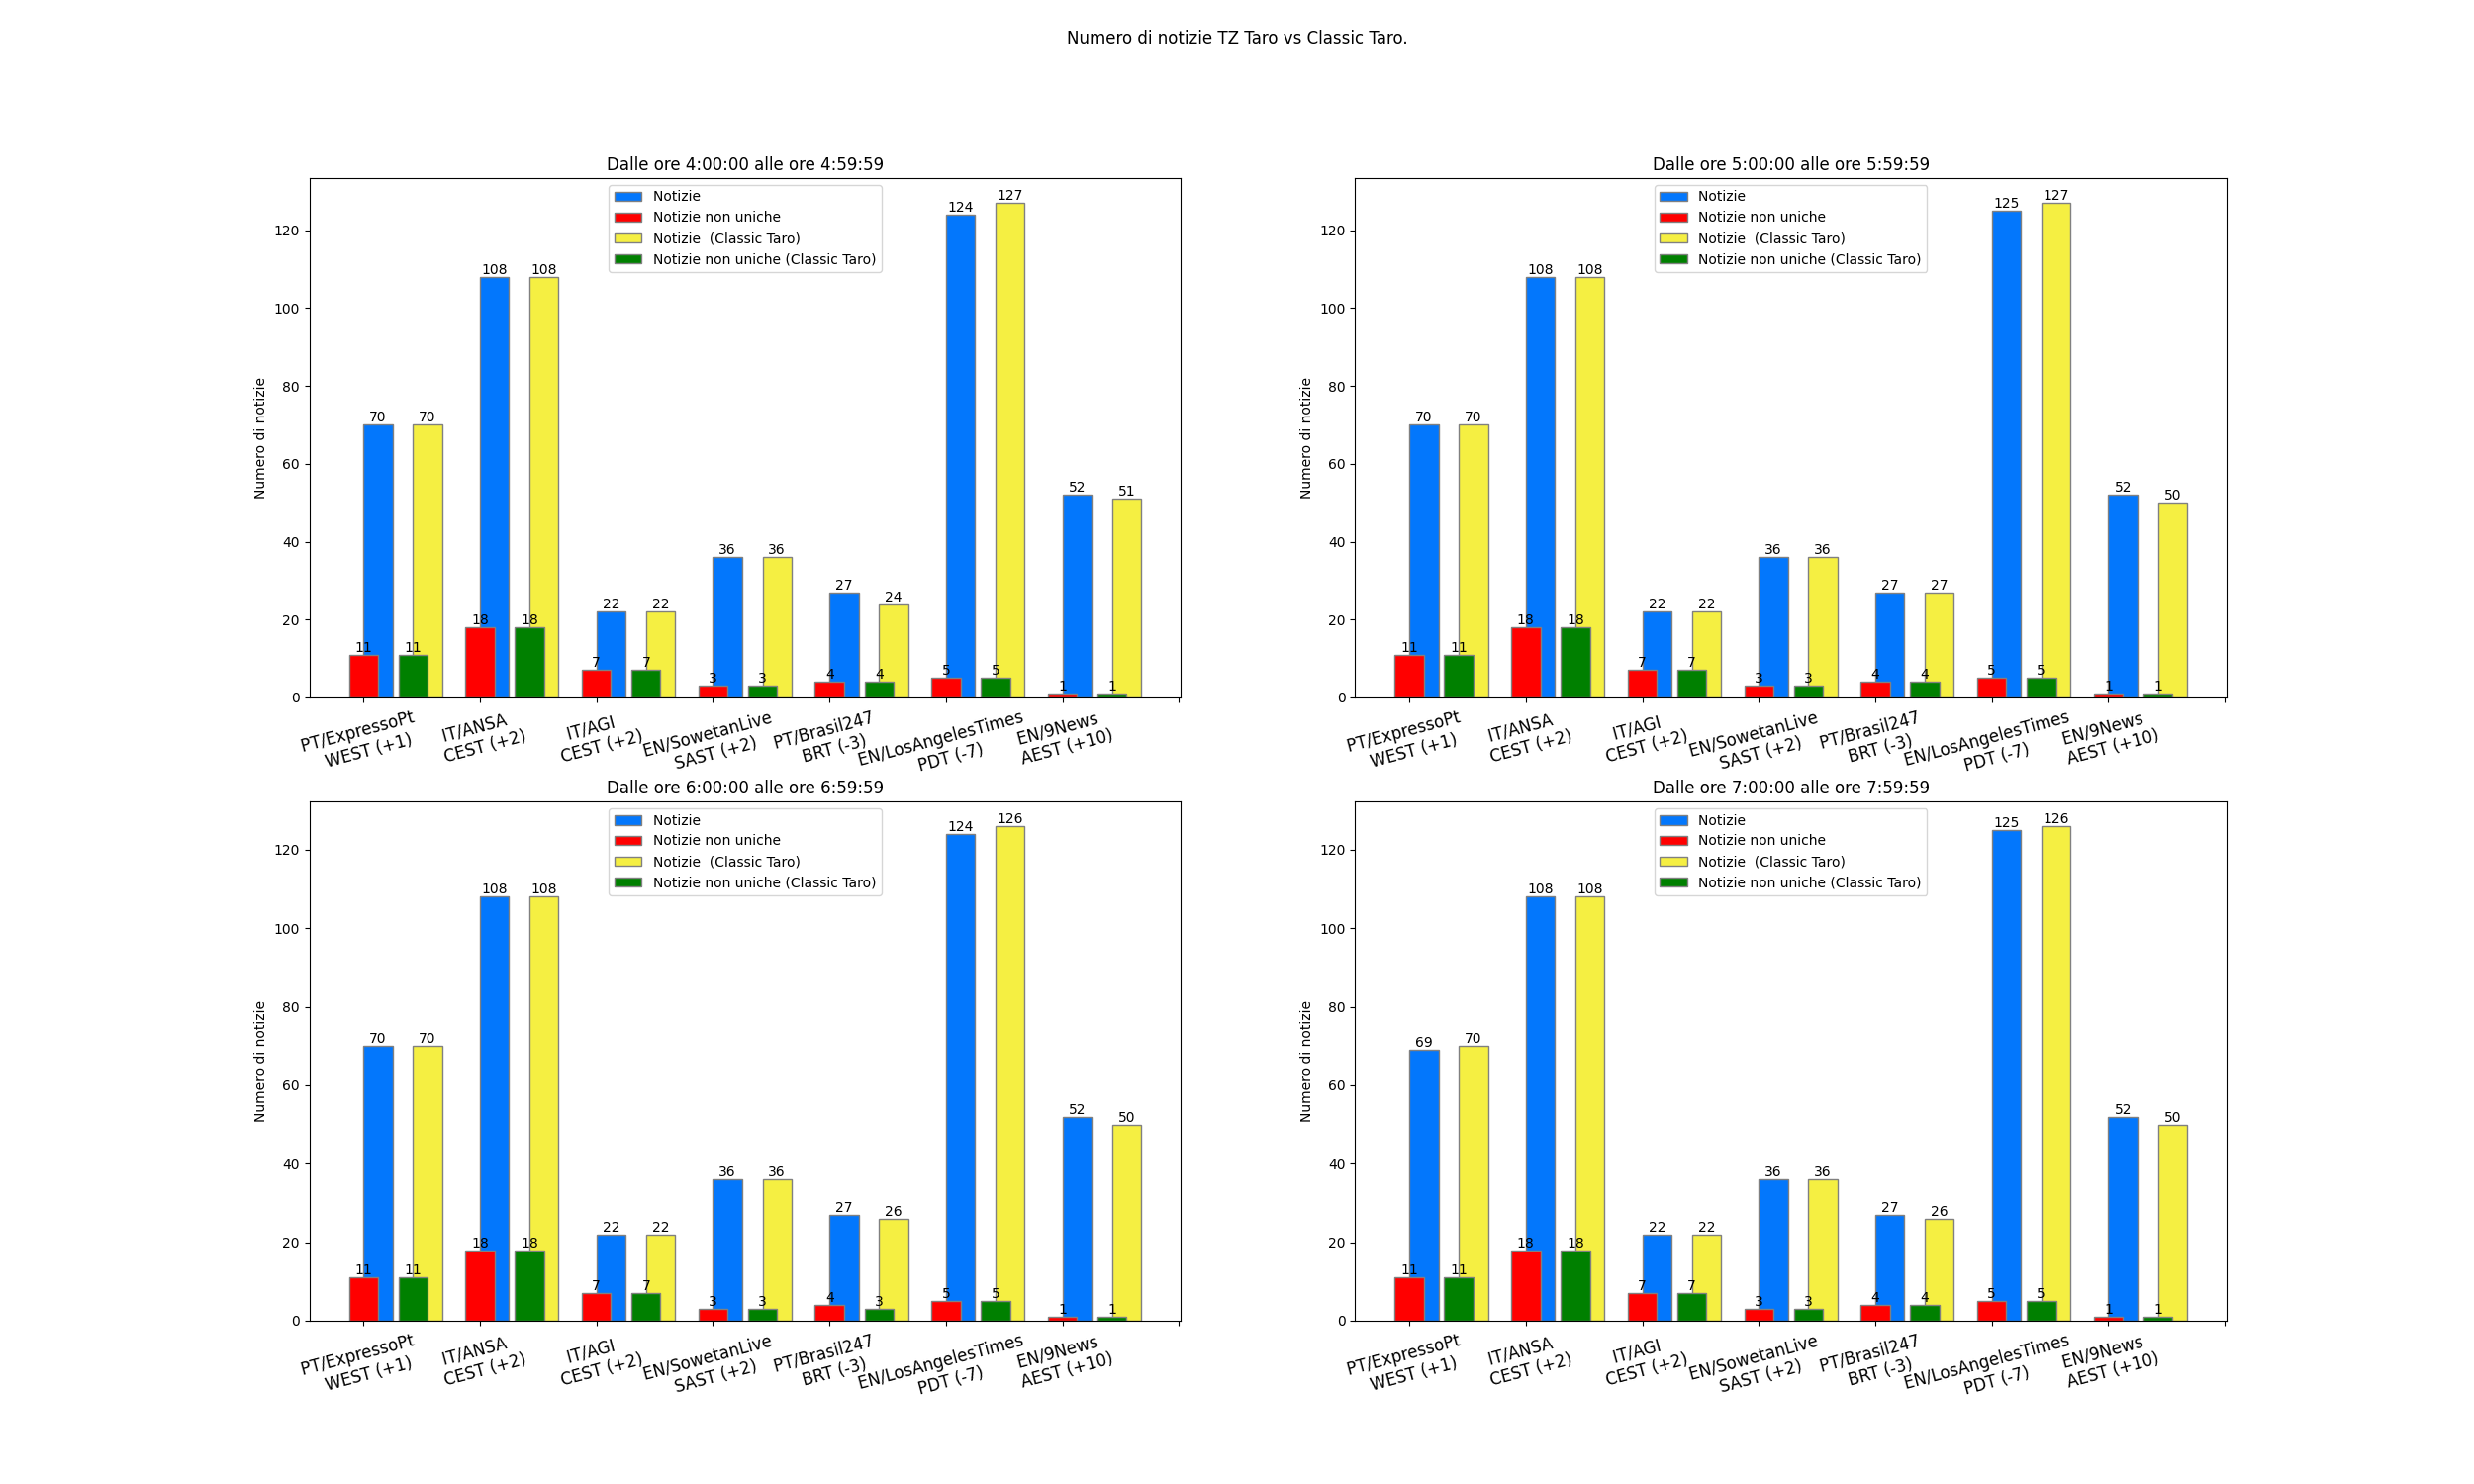 Numero di notizie TZ Taro vs Classic Taro.
Dalle ore 4:00:00 alle ore 4:59:59
Notizie
Notizie non uniche
Notizie  (Classic Taro)
Notizie non uniche (Classic Taro)
Numero di notizie
120
100
80
60
40
20
0
70 70 108 108 22 22 36 36 27 24 124 127 52 51
11 11 18 18 7 7 3 3 4 4 5 5 1 1
PT/ExpressoPt
WEST (+1)
IT/ANSA
CEST (+2)
IT/AGI
CEST (+2)
EN/SowetanLive
SAST (+2)
PT/Brasil247
BRT (-3)
EN/LosAngelesTimes
PDT (-7)
EN/9News
AEST (+10)
Dalle ore 5:00:00 alle ore 5:59:59
Notizie
Notizie non uniche
Notizie  (Classic Taro)
Notizie non uniche (Classic Taro)
Numero di notizie
120
100
80
60
40
20
0
70 70 108 108 22 22 36 36 27 27 125 127 52 50
11 11 18 18 7 7 3 3 4 4 5 5 1 1
PT/ExpressoPt
WEST (+1)
IT/ANSA
CEST (+2)
IT/AGI
CEST (+2)
EN/SowetanLive
SAST (+2)
PT/Brasil247
BRT (-3)
EN/LosAngelesTimes
PDT (-7)
EN/9News
AEST (+10)
Dalle ore 6:00:00 alle ore 6:59:59
Notizie
Notizie non uniche
Notizie  (Classic Taro)
Notizie non uniche (Classic Taro)
Numero di notizie
120
100
80
60
40
20
0
70 70 108 108 22 22 36 36 27 26 124 126 52 50
11 11 18 18 7 7 3 3 4 3 5 5 1 1
PT/ExpressoPt
WEST (+1)
IT/ANSA
CEST (+2)
IT/AGI
CEST (+2)
EN/SowetanLive
SAST (+2)
PT/Brasil247
BRT (-3)
EN/LosAngelesTimes
PDT (-7)
EN/9News
AEST (+10)
Dalle ore 7:00:00 alle ore 7:59:59
Notizie
Notizie non uniche
Notizie  (Classic Taro)
Notizie non uniche (Classic Taro)
Numero di notizie
120
100
80
60
40
20
0
69 70 108 108 22 22 36 36 27 26 125 126 52 50
11 11 18 18 7 7 3 3 4 4 5 5 1 1
PT/ExpressoPt
WEST (+1)
IT/ANSA
CEST (+2)
IT/AGI
CEST (+2)
EN/SowetanLive
SAST (+2)
PT/Brasil247
BRT (-3)
EN/LosAngelesTimes
PDT (-7)
EN/9News
AEST (+10)